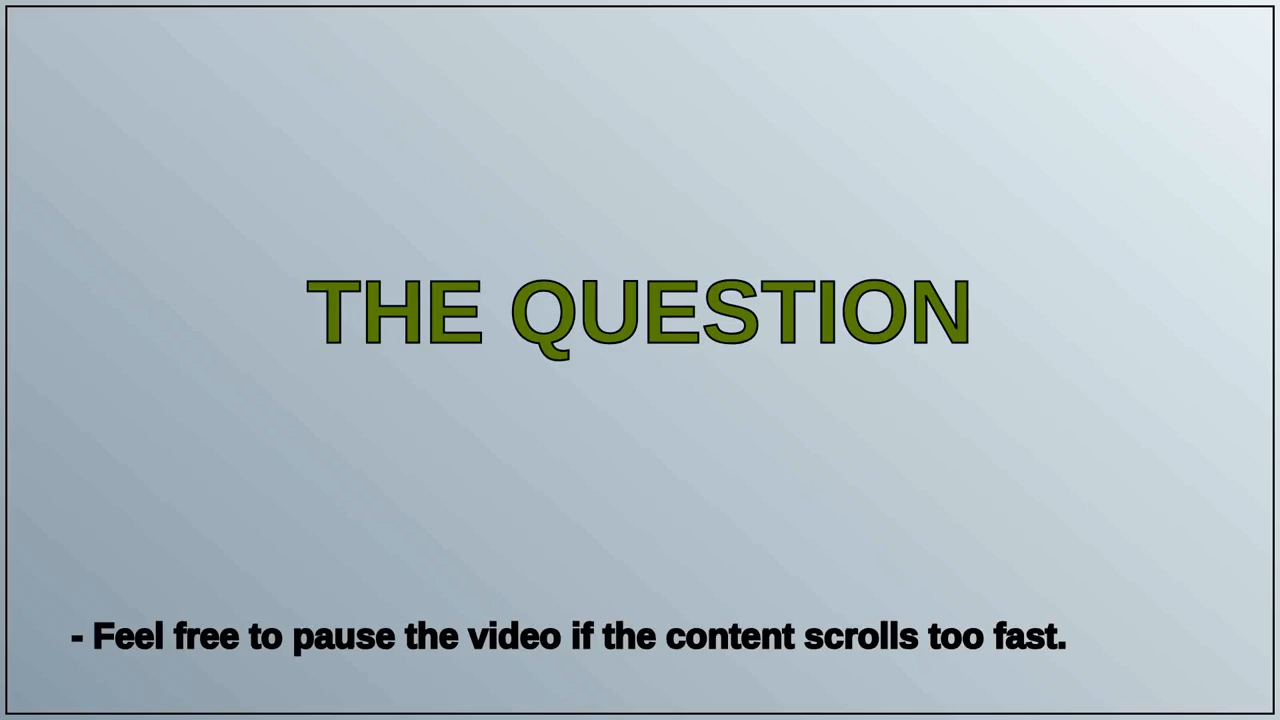 THE QUESTION
- Feel free to pause the video if the content scrolls too fast.